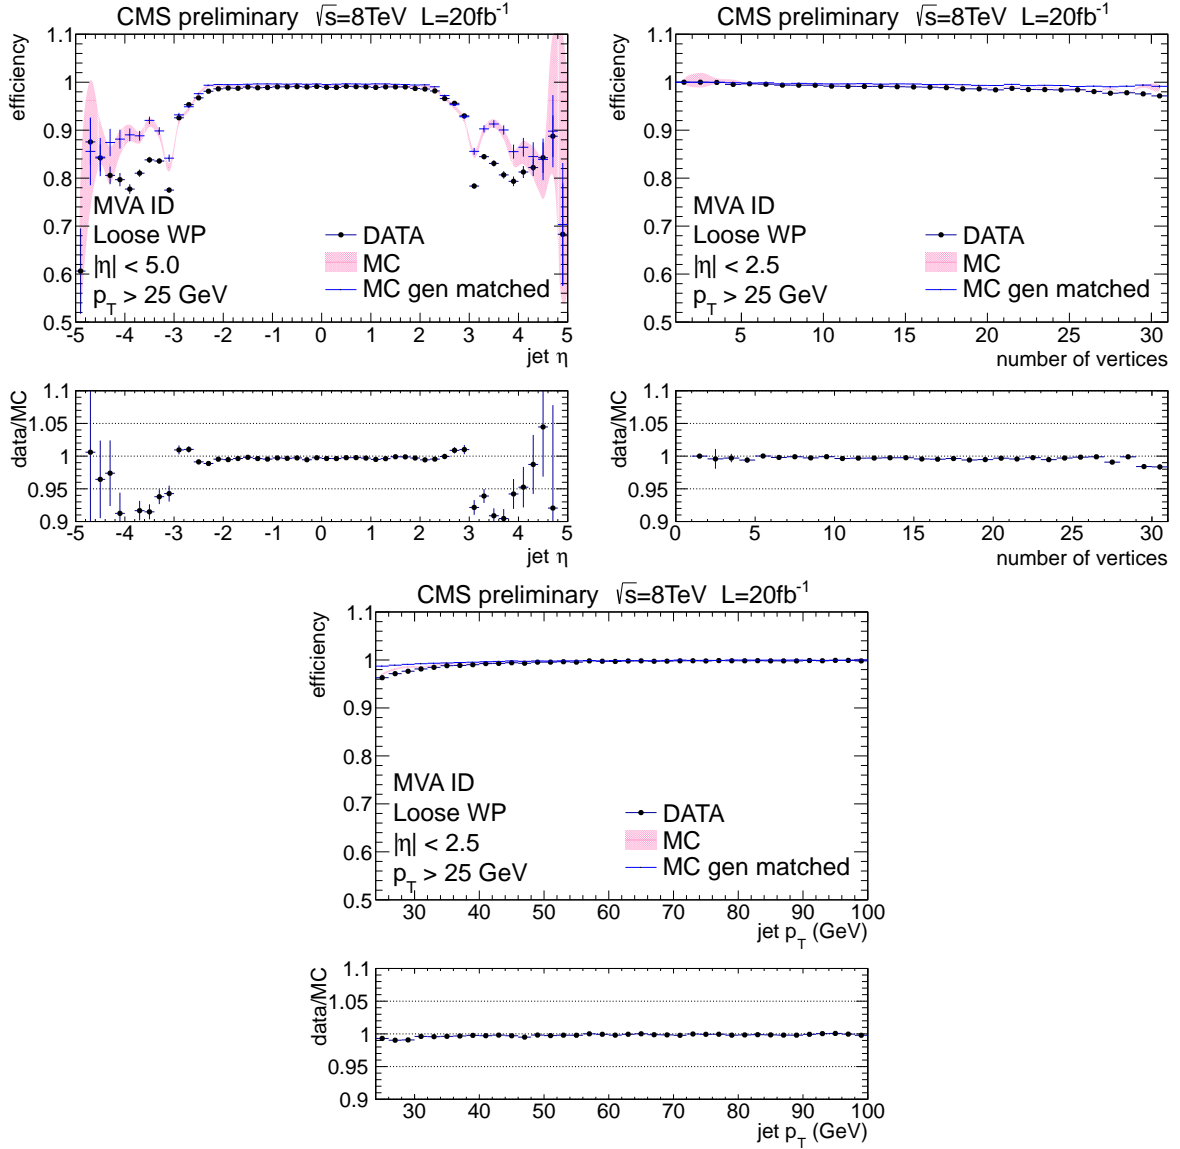 CMS preliminary √s=8TeV L=20fb⁻¹
efficiency
1.1
1
0.9
0.8
0.7
0.6
0.5
MVA ID
Loose WP
|η| < 5.0
p_T > 25 GeV
DATA
MC
MC gen matched
-5 -4 -3 -2 -1 0 1 2 3 4 5
jet η
data/MC
1.1
1.05
1
0.95
0.9
-5 -4 -3 -2 -1 0 1 2 3 4 5
jet η
CMS preliminary √s=8TeV L=20fb⁻¹
efficiency
1.1
1
0.9
0.8
0.7
0.6
0.5
MVA ID
Loose WP
|η| < 2.5
p_T > 25 GeV
DATA
MC
MC gen matched
5 10 15 20 25 30
number of vertices
data/MC
1.1
1.05
1
0.95
0.9
0 5 10 15 20 25 30
number of vertices
CMS preliminary √s=8TeV L=20fb⁻¹
efficiency
1.1
1
0.9
0.8
0.7
0.6
0.5
MVA ID
Loose WP
|η| < 2.5
p_T > 25 GeV
DATA
MC
MC gen matched
30 40 50 60 70 80 90 100
jet p_T (GeV)
data/MC
1.1
1.05
1
0.95
0.9
30 40 50 60 70 80 90 100
jet p_T (GeV)